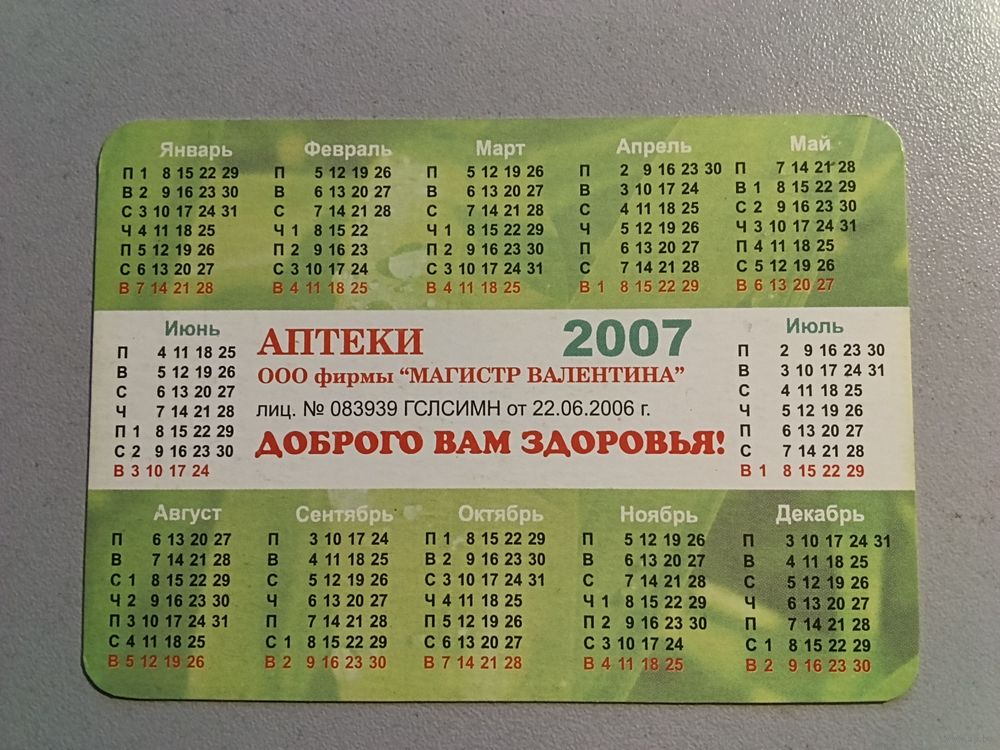 Январь Февраль Март Апрель Май
П 1 8 15 22 29 П 5 12 19 26 П 5 12 19 26 П 2 9 16 23 30 П 7 14 21 28
В 2 9 16 23 30 В 6 13 20 27 В 6 13 20 27 В 3 10 17 24 В 1 8 15 22 29
С 3 10 17 24 31 С 7 14 21 28 С 7 14 21 28 С 4 11 18 25 С 2 9 16 23 30
Ч 4 11 18 25 Ч 1 8 15 22 Ч 1 8 15 22 29 Ч 5 12 19 26 Ч 3 10 17 24 31
П 5 12 19 26 П 2 9 16 23 П 2 9 16 23 30 П 6 13 20 27 П 4 11 18 25
С 6 13 20 27 С 3 10 17 24 С 3 10 17 24 31 С 7 14 21 28 С 5 12 19 26
В 7 14 21 28 В 4 11 18 25 В 4 11 18 25 В 1 8 15 22 29 В 6 13 20 27
Июнь
П 4 11 18 25
В 5 12 19 26
С 6 13 20 27
Ч 7 14 21 28
П 1 8 15 22 29
С 2 9 16 23 30
В 3 10 17 24
АПТЕКИ 2007
ООО фирмы “МАГИСТР ВАЛЕНТИНА”
лиц. № 083939 ГСЛСИМН от 22.06.2006 г.
ДОБРОГО ВАМ ЗДОРОВЬЯ!
Июль
П 2 9 16 23 30
В 3 10 17 24 31
С 4 11 18 25
Ч 5 12 19 26
П 6 13 20 27
С 7 14 21 28
В 1 8 15 22 29
Август Сентябрь Октябрь Ноябрь Декабрь
П 6 13 20 27 П 3 10 17 24 П 1 8 15 22 29 П 5 12 19 26 П 3 10 17 24 31
В 7 14 21 28 В 4 11 18 25 В 2 9 16 23 30 В 6 13 20 27 В 4 11 18 25
С 1 8 15 22 29 С 5 12 19 26 С 3 10 17 24 31 С 7 14 21 28 С 5 12 19 26
Ч 2 9 16 23 30 Ч 6 13 20 27 Ч 4 11 18 25 Ч 1 8 15 22 29 Ч 6 13 20 27
П 3 10 17 24 31 П 7 14 21 28 П 5 12 19 26 П 2 9 16 23 30 П 7 14 21 28
С 4 11 18 25 С 1 8 15 22 29 С 6 13 20 27 С 3 10 17 24 С 1 8 15 22 29
В 5 12 19 26 В 2 9 16 23 30 В 7 14 21 28 В 4 11 18 25 В 2 9 16 23 30